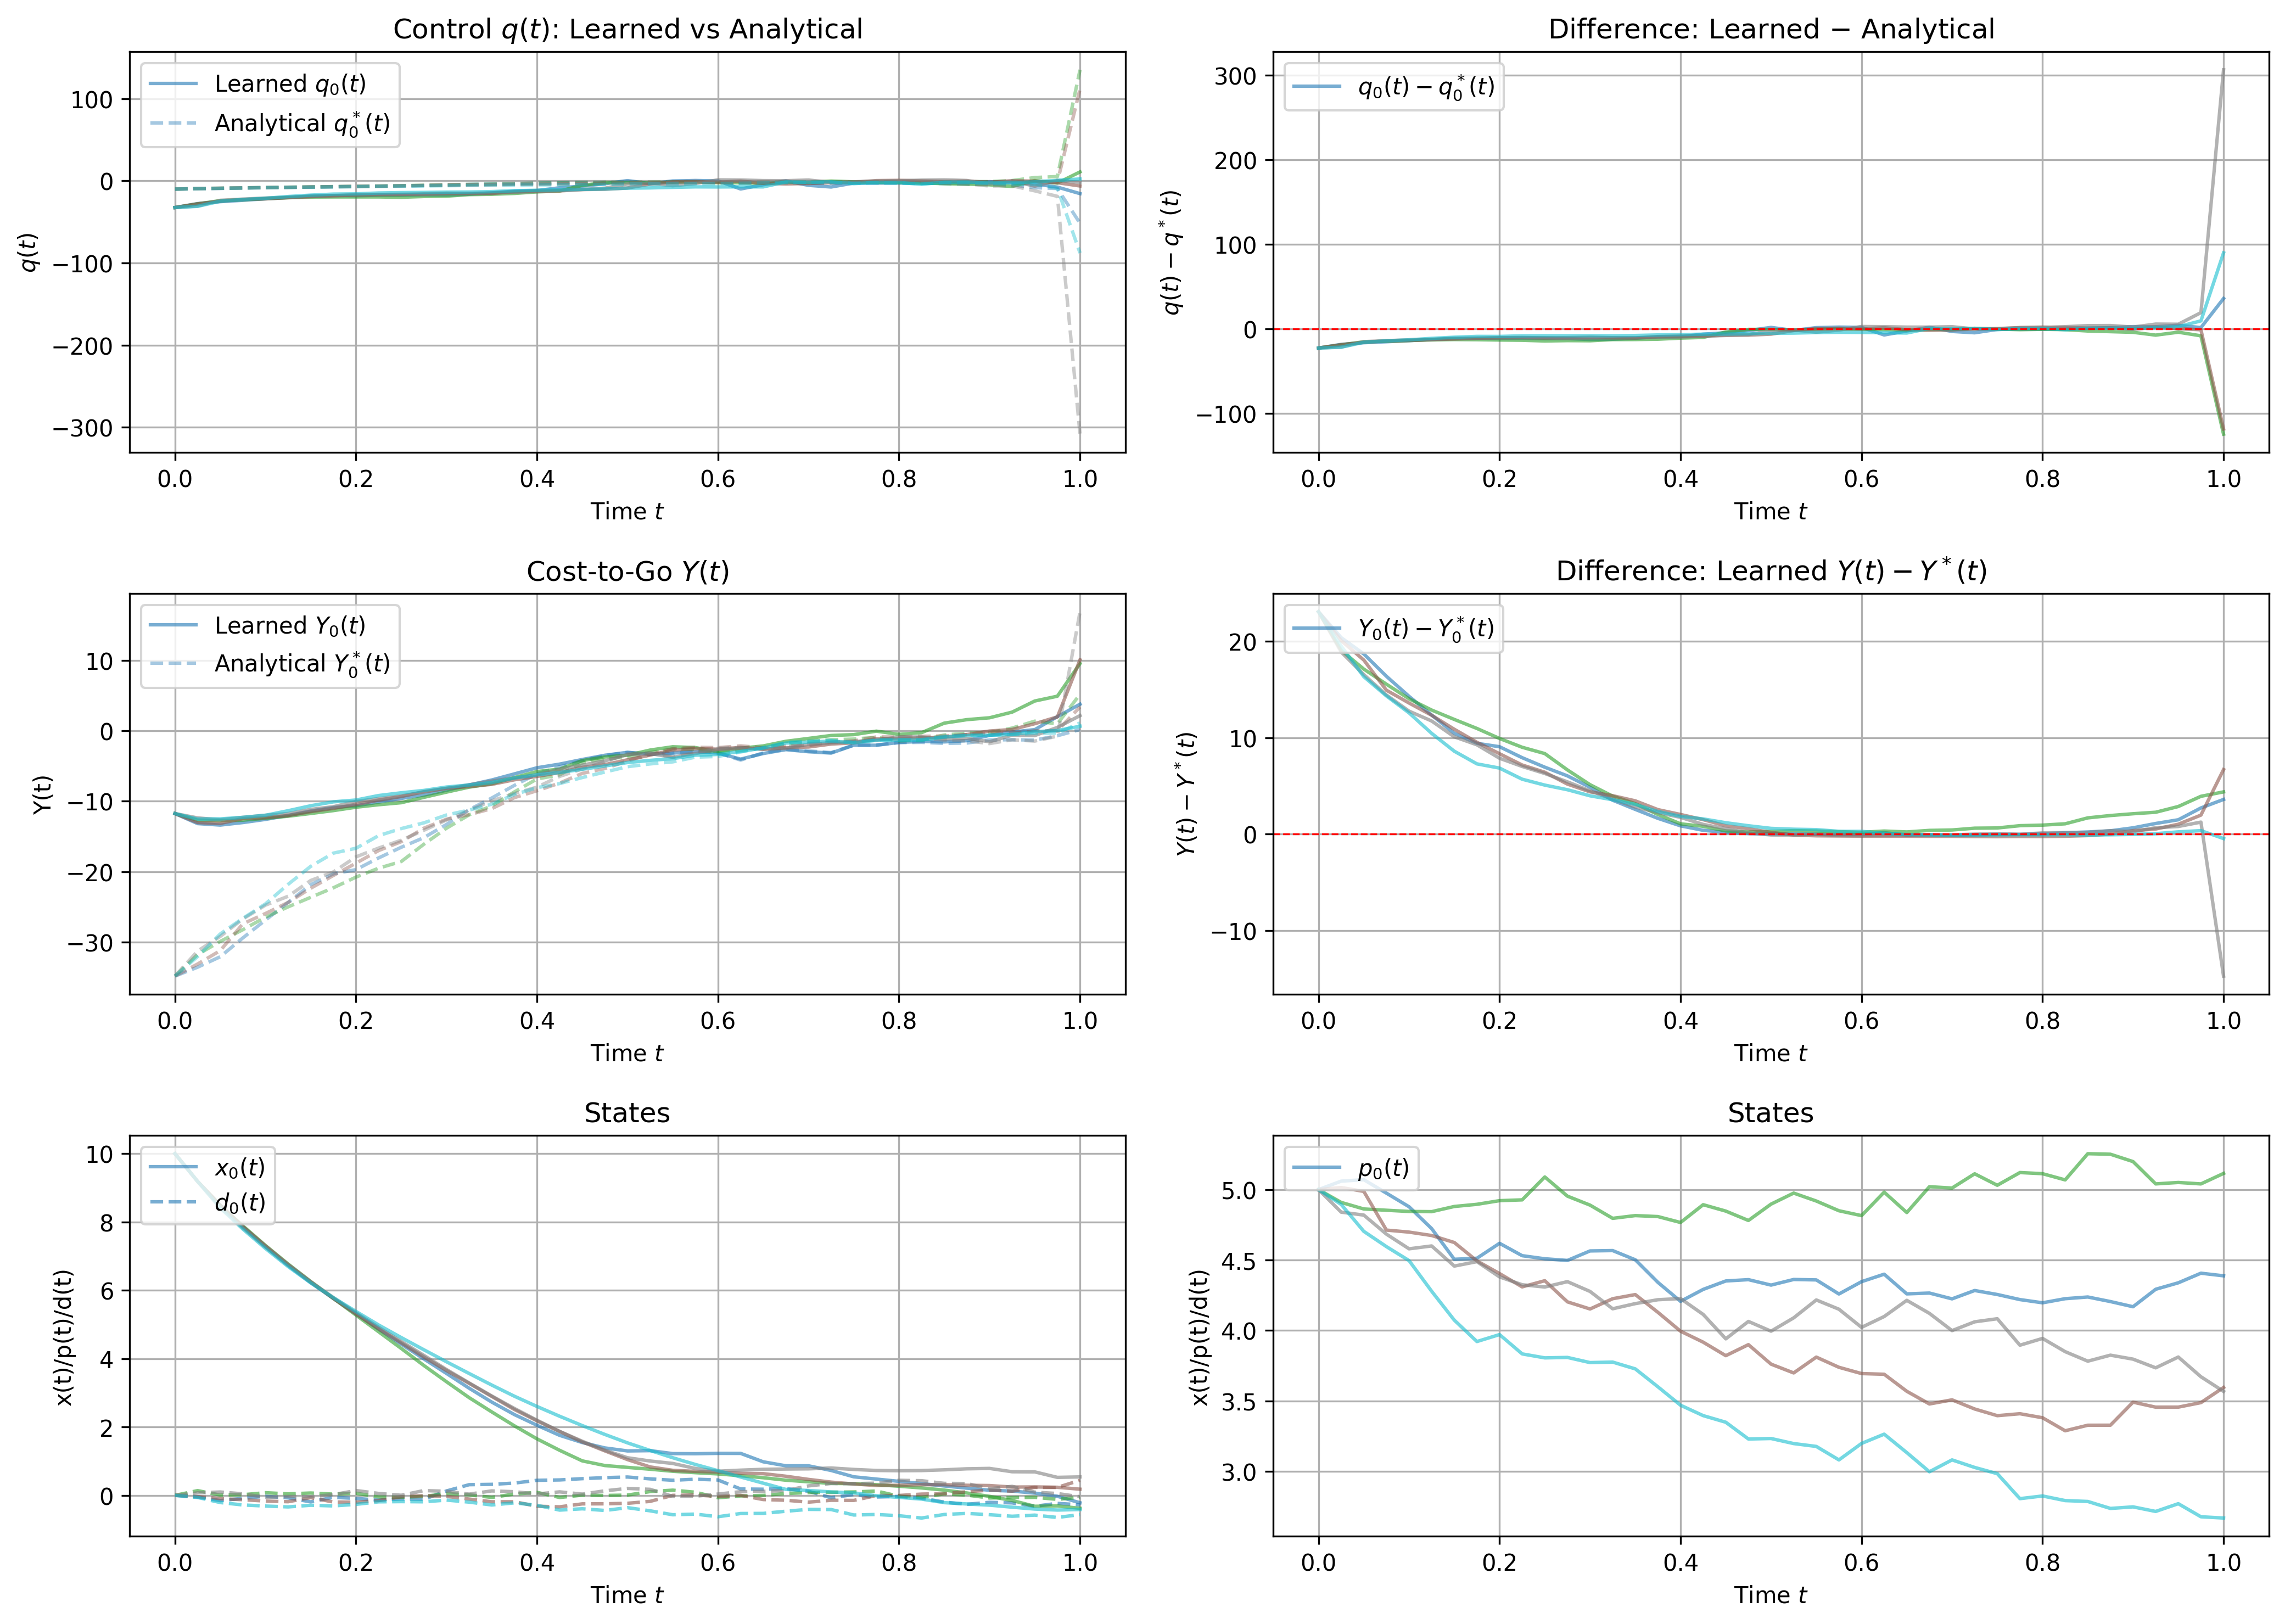 Control q(t): Learned vs Analytical
Learned q₀(t)
Analytical q₀*(t)
q(t)
100
0
−100
−200
−300
0.0 0.2 0.4 0.6 0.8 1.0
Time t
Difference: Learned − Analytical
q₀(t) − q₀*(t)
q(t) − q*(t)
300
200
100
0
−100
0.0 0.2 0.4 0.6 0.8 1.0
Time t
Cost-to-Go Y(t)
Learned Y₀(t)
Analytical Y₀*(t)
Y(t)
10
0
−10
−20
−30
0.0 0.2 0.4 0.6 0.8 1.0
Time t
Difference: Learned Y(t) − Y*(t)
Y₀(t) − Y₀*(t)
Y(t) − Y*(t)
20
10
0
−10
0.0 0.2 0.4 0.6 0.8 1.0
Time t
States
x₀(t)
d₀(t)
x(t)/p(t)/d(t)
10
8
6
4
2
0
0.0 0.2 0.4 0.6 0.8 1.0
Time t
States
p₀(t)
x(t)/p(t)/d(t)
5.0
4.5
4.0
3.5
3.0
0.0 0.2 0.4 0.6 0.8 1.0
Time t